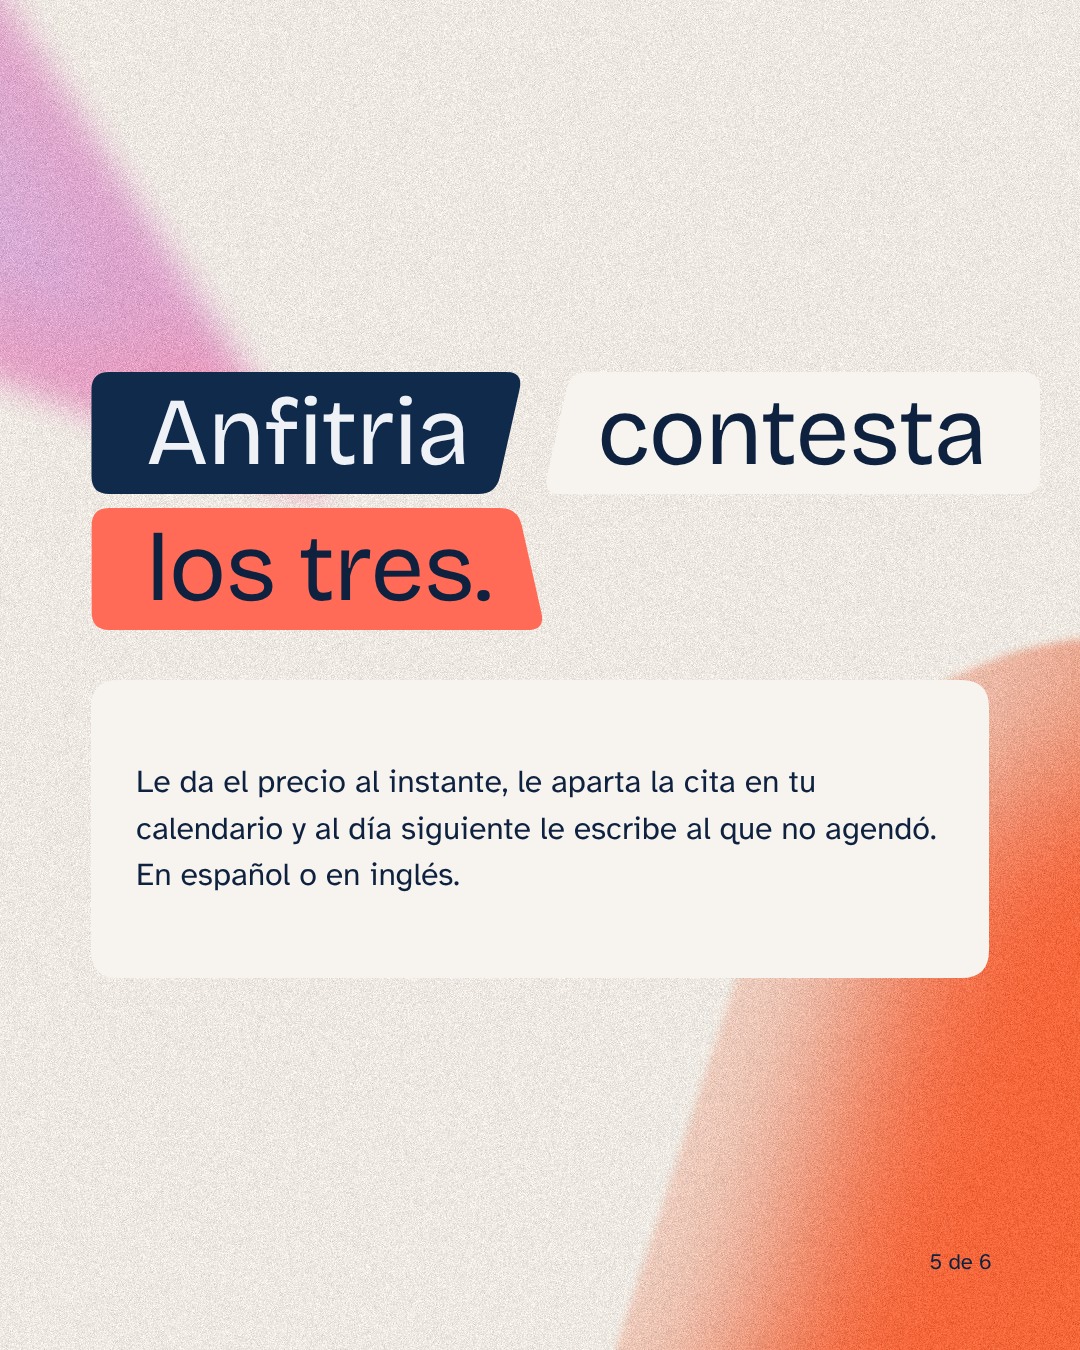 Anfitria contesta
los tres.
Le da el precio al instante, le aparta la cita en tu
calendario y al día siguiente le escribe al que no agendó.
En español o en inglés.
5 de 6